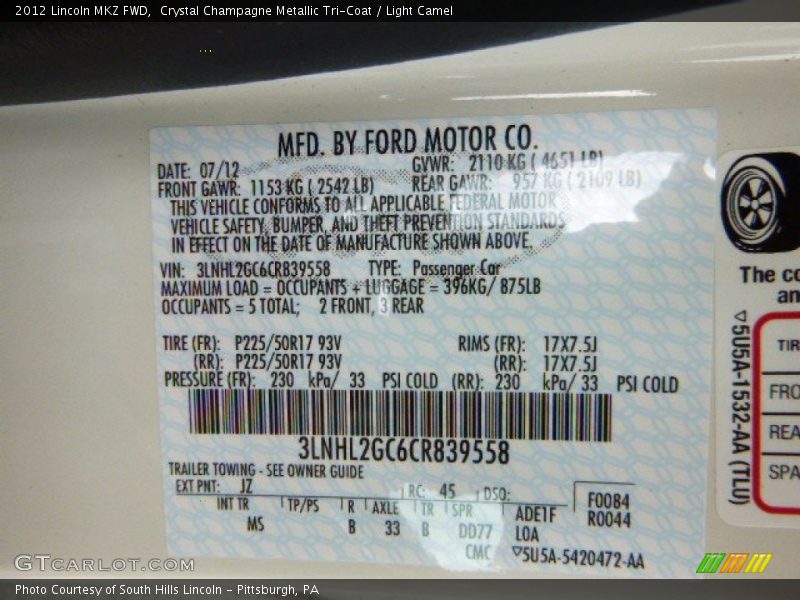 2012 Lincoln MKZ FWD,  Crystal Champagne Metallic Tri-Coat / Light Camel
MFD. BY FORD MOTOR CO.
DATE: 07/12 GVWR: 2110 KG ( 4651 LB)
FRONT GAWR: 1153 KG ( 2542 LB) REAR GAWR: 957 KG ( 2109 LB)
THIS VEHICLE CONFORMS TO ALL APPLICABLE FEDERAL MOTOR
VEHICLE SAFETY, BUMPER, AND THEFT PREVENTION STANDARDS
IN EFFECT ON THE DATE OF MANUFACTURE SHOWN ABOVE.
VIN: 3LNHL2GC6CR839558 TYPE: Passenger Car
MAXIMUM LOAD = OCCUPANTS + LUGGAGE = 396KG/ 875LB
OCCUPANTS = 5 TOTAL; 2 FRONT, 3 REAR
TIRE (FR): P225/50R17 93V RIMS (FR): 17X7.5J
(RR): P225/50R17 93V (RR): 17X7.5J
PRESSURE (FR): 230 kPa/ 33 PSI COLD (RR): 230 kPa/ 33 PSI COLD
3LNHL2GC6CR839558
TRAILER TOWING - SEE OWNER GUIDE
EXT PNT: JZ RC: 45 DSO: F0084
INT TR TP/PS R AXLE TR SPR ADE1F R0044
MS B 33 B DD77 L0A
CMC ▽5U5A-5420472-AA
The co
an
▽5U5A-1532-AA (TLU)
TIR
FRO
REA
SPA
GTCARLOT.COM
Photo Courtesy of South Hills Lincoln - Pittsburgh, PA